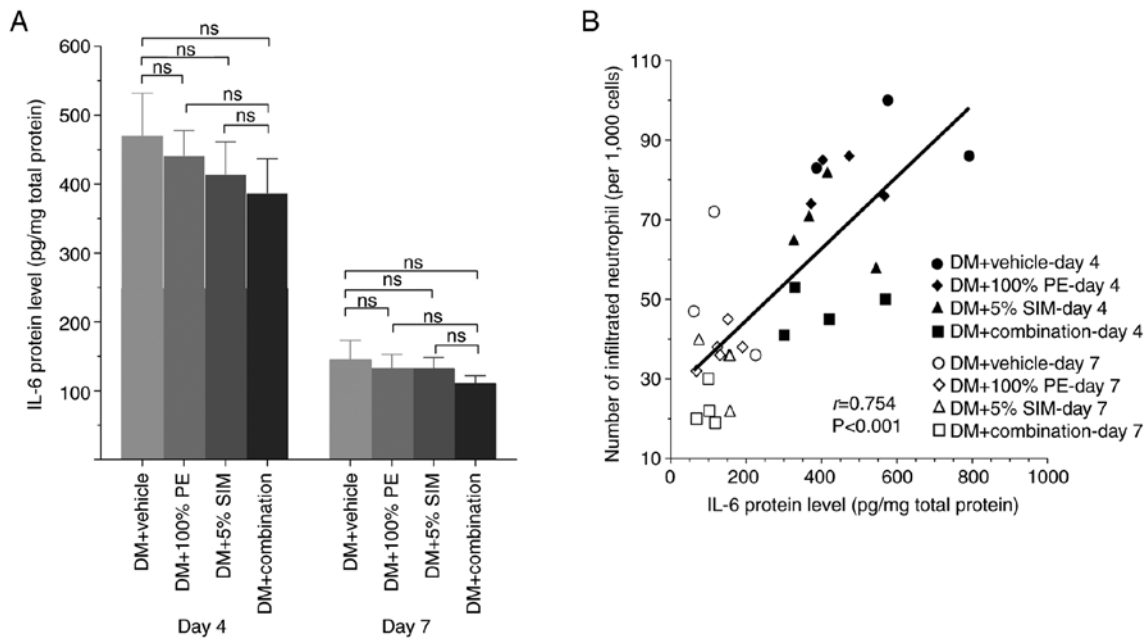 A
IL-6 protein level (pg/mg total protein)
600
500
400
300
200
100
ns
ns
ns
ns
ns
ns
ns
ns
ns
ns
DM+vehicle
DM+100% PE
DM+5% SIM
DM+combination
DM+vehicle
DM+100% PE
DM+5% SIM
DM+combination
Day 4
Day 7
B
Number of infiltrated neutrophil (per 1,000 cells)
110
90
70
50
30
10
DM+vehicle-day 4
DM+100% PE-day 4
DM+5% SIM-day 4
DM+combination-day 4
DM+vehicle-day 7
DM+100% PE-day 7
DM+5% SIM-day 7
DM+combination-day 7
r=0.754
P<0.001
0
200
400
600
800
1000
IL-6 protein level (pg/mg total protein)